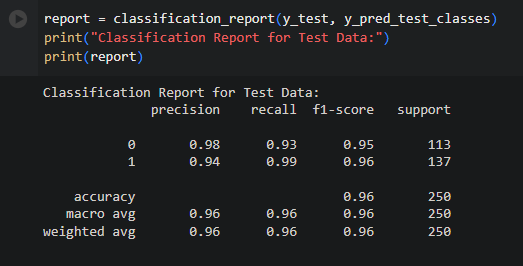 report = classification_report(y_test, y_pred_test_classes)
print("Classification Report for Test Data:")
print(report)
Classification Report for Test Data:
precision recall f1-score support
0 0.98 0.93 0.95 113
1 0.94 0.99 0.96 137
accuracy 0.96 250
macro avg 0.96 0.96 0.96 250
weighted avg 0.96 0.96 0.96 250